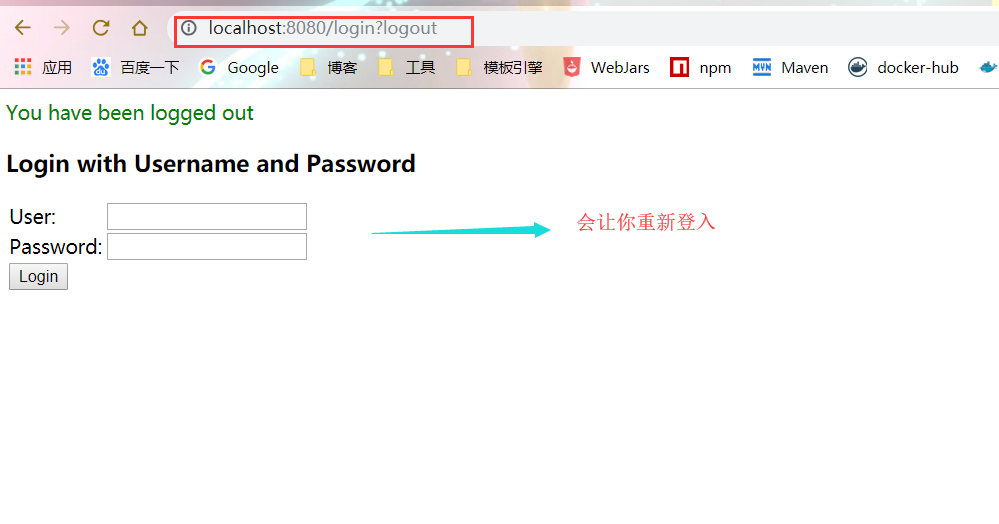 localhost:8080/login?logout
应用 百度一下 Google 博客 工具 模板引擎 WebJars npm MVN Maven docker-hub
You have been logged out
Login with Username and Password
User:
会让你重新登入
Password:
Login